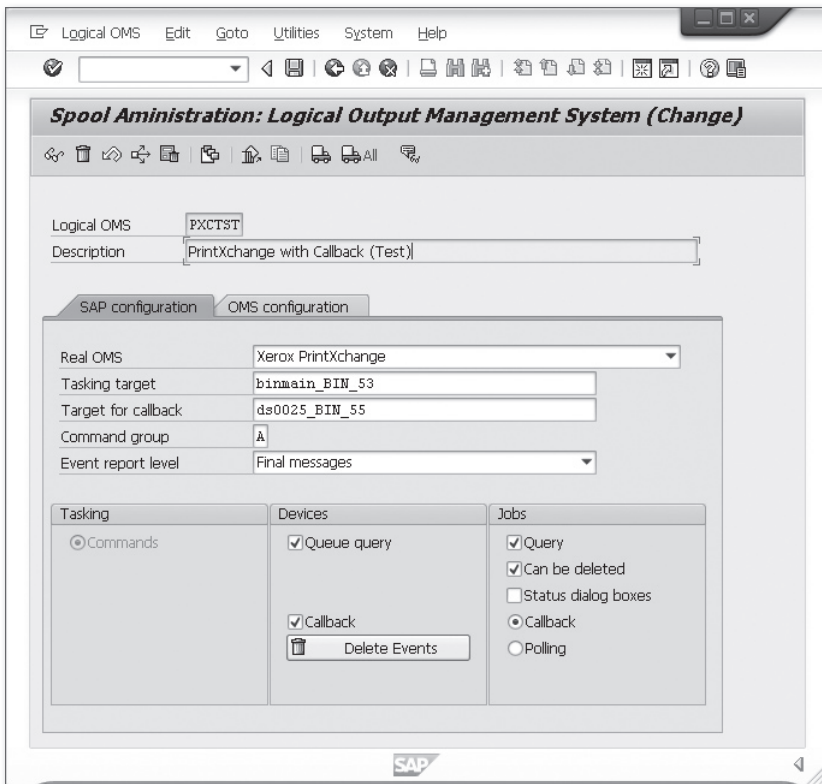 Logical OMS Edit Goto Utilities System Help
Spool Aministration: Logical Output Management System (Change)
All
Logical OMS PXCTST
Description PrintXchange with Callback (Test)
SAP configuration OMS configuration
Real OMS Xerox PrintXchange
Tasking target binmain_BIN_53
Target for callback ds0025_BIN_55
Command group A
Event report level Final messages
Tasking Devices Jobs
Commands Queue query Query
Can be deleted
Status dialog boxes
Callback Callback
Delete Events Polling
SAP